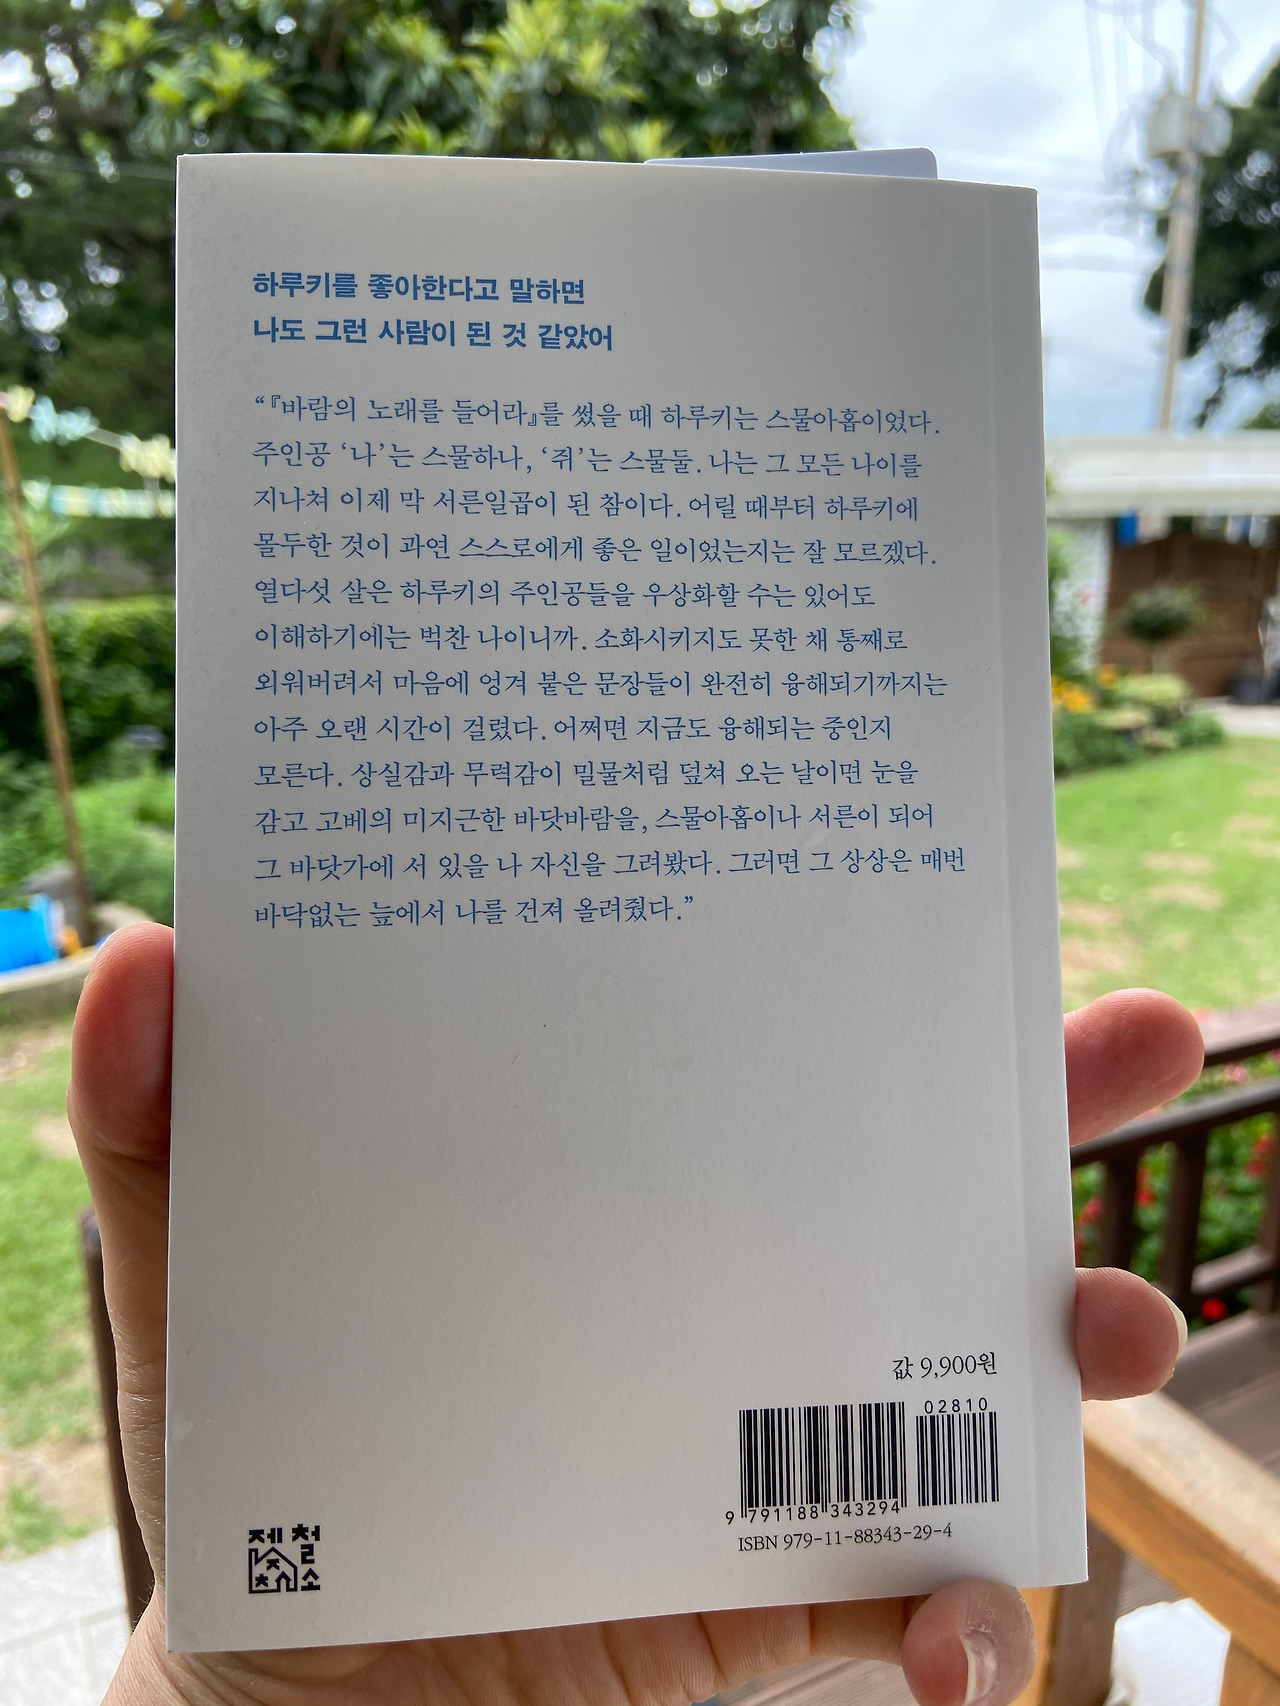 하루키를 좋아한다고 말하면
나도 그런 사람이 된 것 같았어
“『바람의 노래를 들어라』를 썼을 때 하루키는 스물아홉이었다.
주인공 ‘나’는 스물하나, ‘쥐’는 스물둘. 나는 그 모든 나이를
지나쳐 이제 막 서른일곱이 된 참이다. 어릴 때부터 하루키에
몰두한 것이 과연 스스로에게 좋은 일이었는지는 잘 모르겠다.
열다섯 살은 하루키의 주인공들을 우상화할 수는 있어도
이해하기에는 벅찬 나이니까. 소화시키지도 못한 채 통째로
외워버려서 마음에 엉겨 붙은 문장들이 완전히 융해되기까지는
아주 오랜 시간이 걸렸다. 어쩌면 지금도 융해되는 중인지
모른다. 상실감과 무력감이 밀물처럼 덮쳐 오는 날이면 눈을
감고 고베의 미지근한 바닷바람을, 스물아홉이나 서른이 되어
그 바닷가에 서 있을 나 자신을 그려봤다. 그러면 그 상상은 매번
바닥없는 늪에서 나를 건져 올려줬다.”
값 9,900원
02810
9 791188 343294
ISBN 979-11-88343-29-4
제철
소